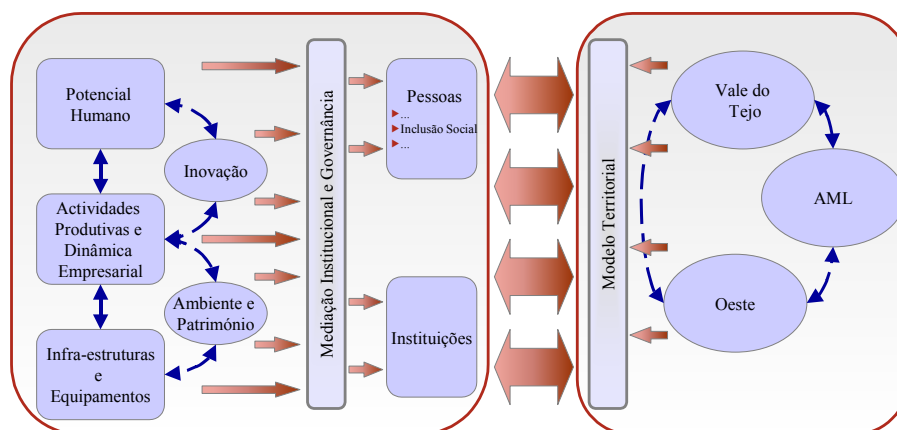 Potencial
Humano
Inovação
Actividades
Produtivas e
Dinâmica
Empresarial
Ambiente e
Património
Infra-estruturas
e
Equipamentos
Mediação Institucional e Governância
Pessoas
...
Inclusão Social
...
Instituições
Modelo Territorial
Vale do
Tejo
AML
Oeste